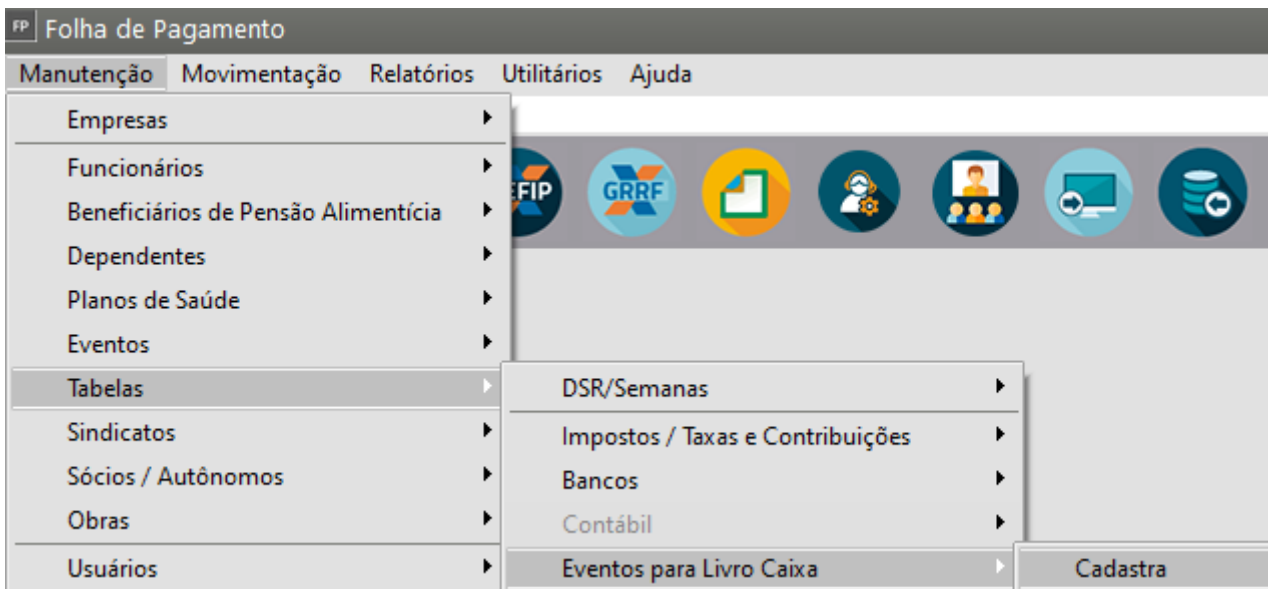 FP Folha de Pagamento
Manutenção Movimentação Relatórios Utilitários Ajuda
Empresas
Funcionários
EFIP GRRF
Beneficiários de Pensão Alimentícia
Dependentes
Planos de Saúde
Eventos
Tabelas
Sindicatos
Sócios / Autônomos
Obras
Usuários
DSR/Semanas
Impostos / Taxas e Contribuições
Bancos
Contábil
Eventos para Livro Caixa
Cadastra